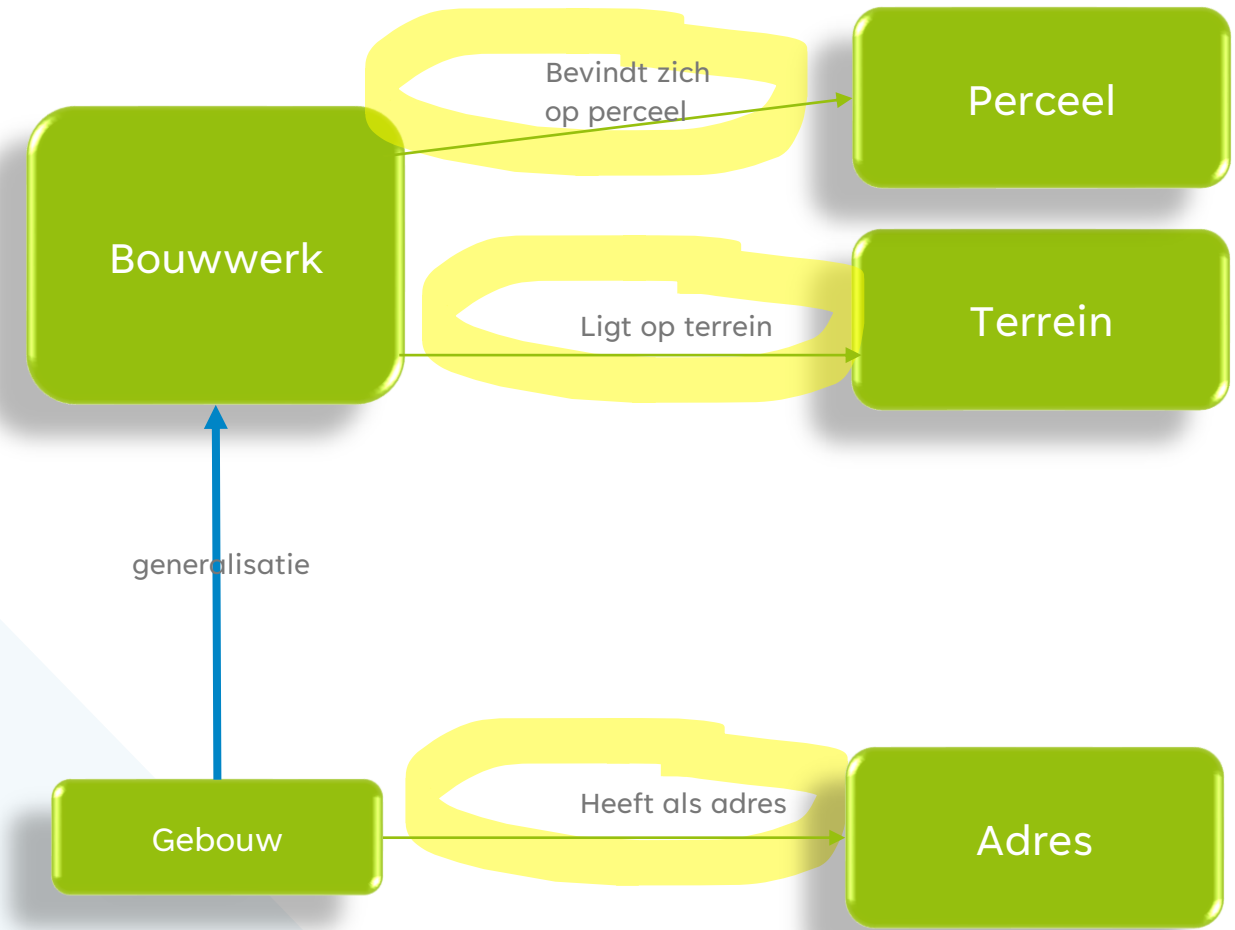 Bevindt zich
op perceel
Perceel
Bouwwerk
Ligt op terrein
Terrein
generalisatie
Heeft als adres
Gebouw
Adres